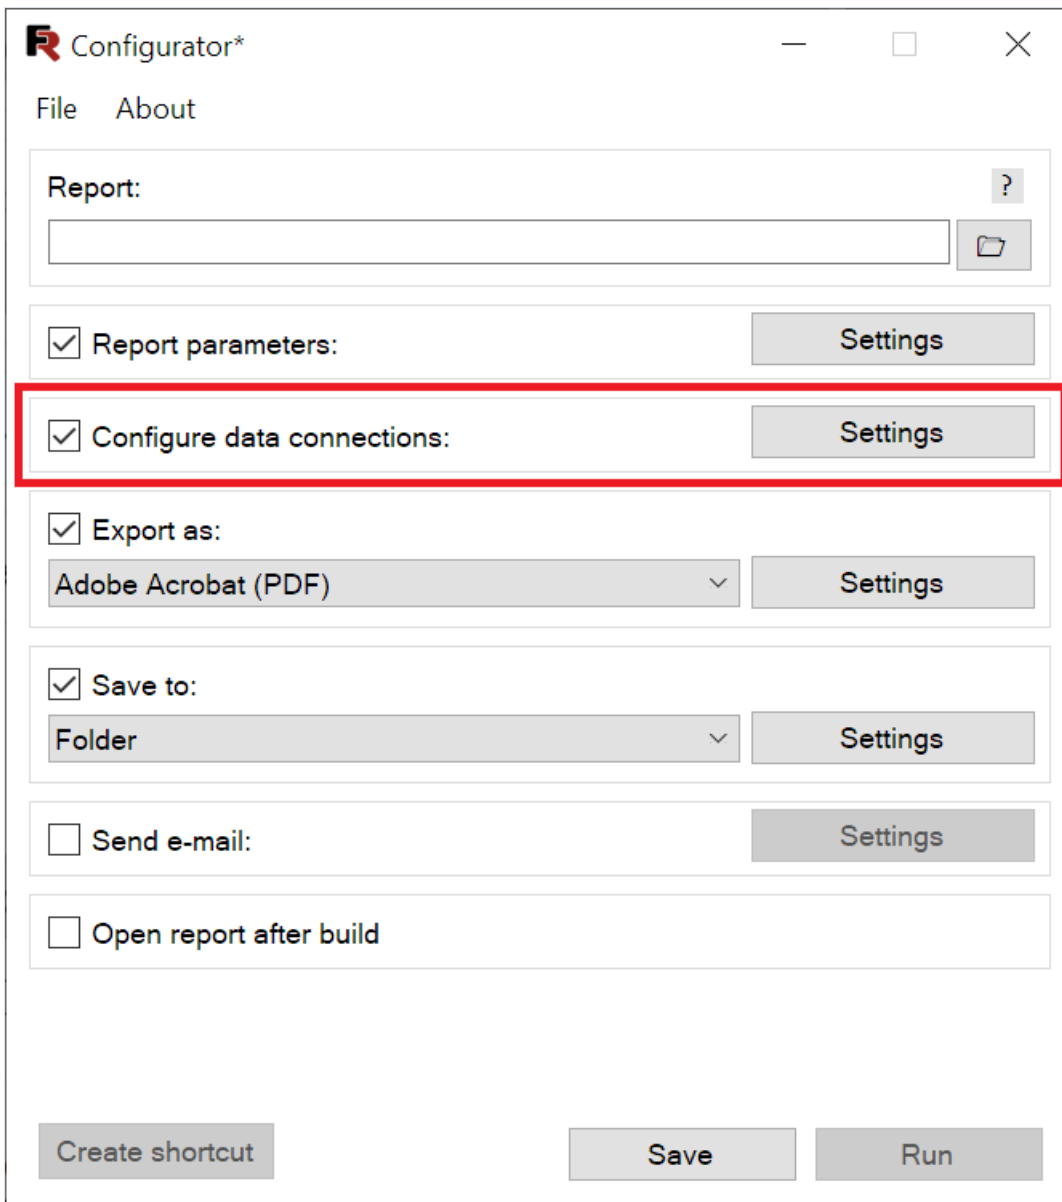 FR Configurator*
File About
Report: ?
Report parameters: Settings
Configure data connections: Settings
Export as:
Adobe Acrobat (PDF) Settings
Save to:
Folder Settings
Send e-mail: Settings
Open report after build
Create shortcut Save Run